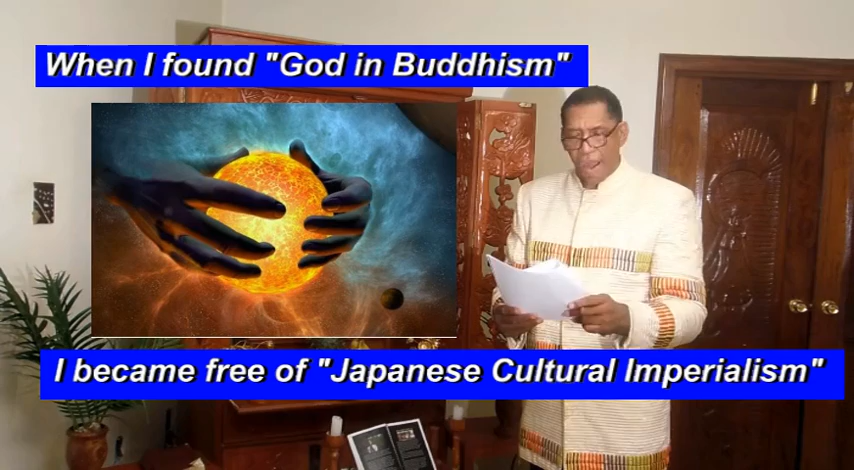 When I found "God in Buddhism"
I became free of "Japanese Cultural Imperialism"